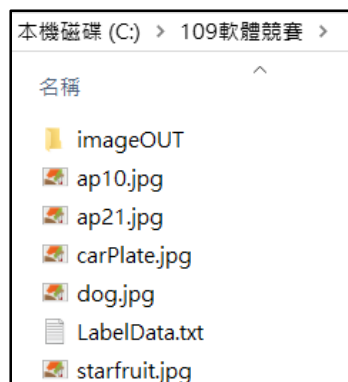 本機磁碟 (C:) > 109軟體競賽 >
名稱
imageOUT
ap10.jpg
ap21.jpg
carPlate.jpg
dog.jpg
LabelData.txt
starfruit.jpg